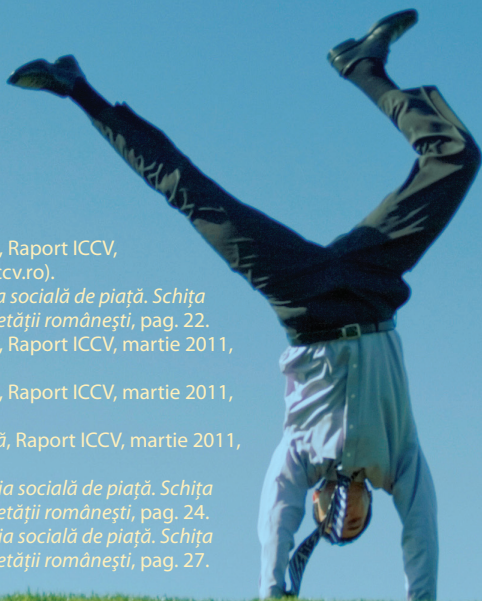 , Raport ICCV,
cv.ro).
a socială de piață. Schița
etății românești, pag. 22.
, Raport ICCV, martie 2011,
, Raport ICCV, martie 2011,
ă, Raport ICCV, martie 2011,
ia socială de piață. Schița
etății românești, pag. 24.
ia socială de piață. Schița
etății românești, pag. 27.